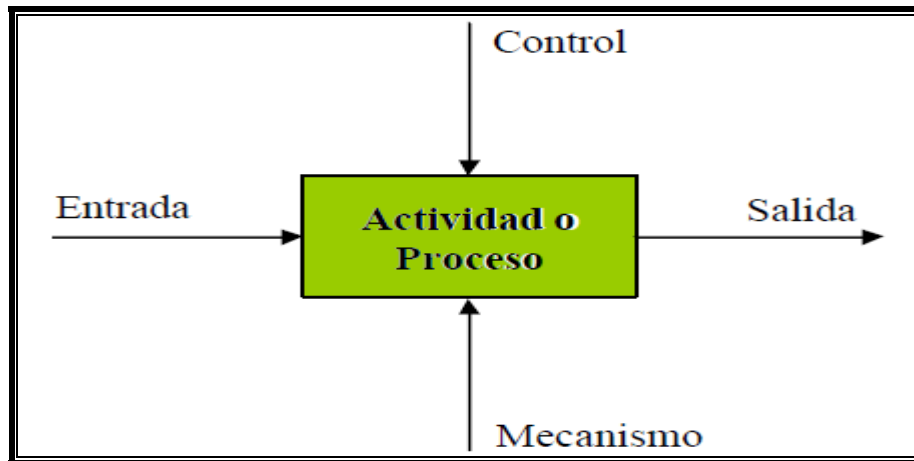 Control
Entrada
Actividad o
Proceso
Salida
Mecanismo